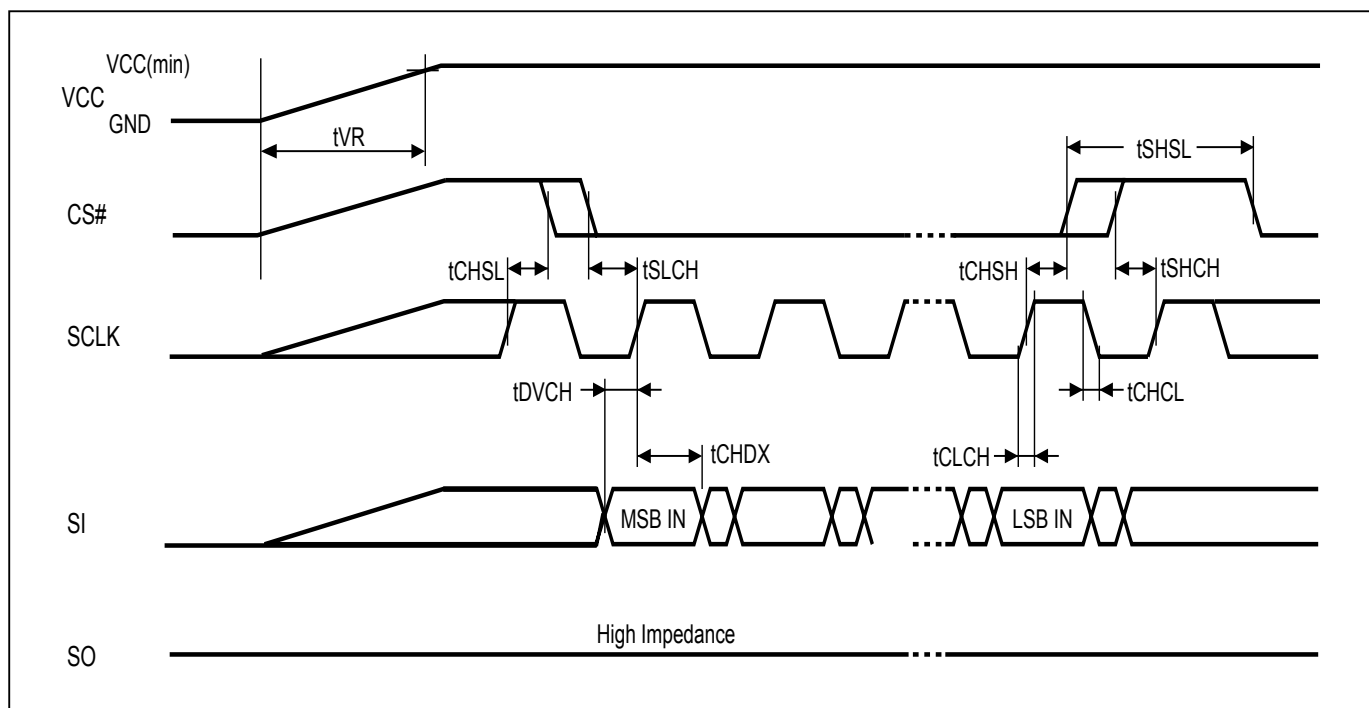 VCC(min)
VCC
GND
tVR
tSHSL
CS#
tCHSL
tSLCH
tCHSH
tSHCH
SCLK
tDVCH
tCHCL
tCHDX
tCLCH
SI
MSB IN
LSB IN
High Impedance
SO